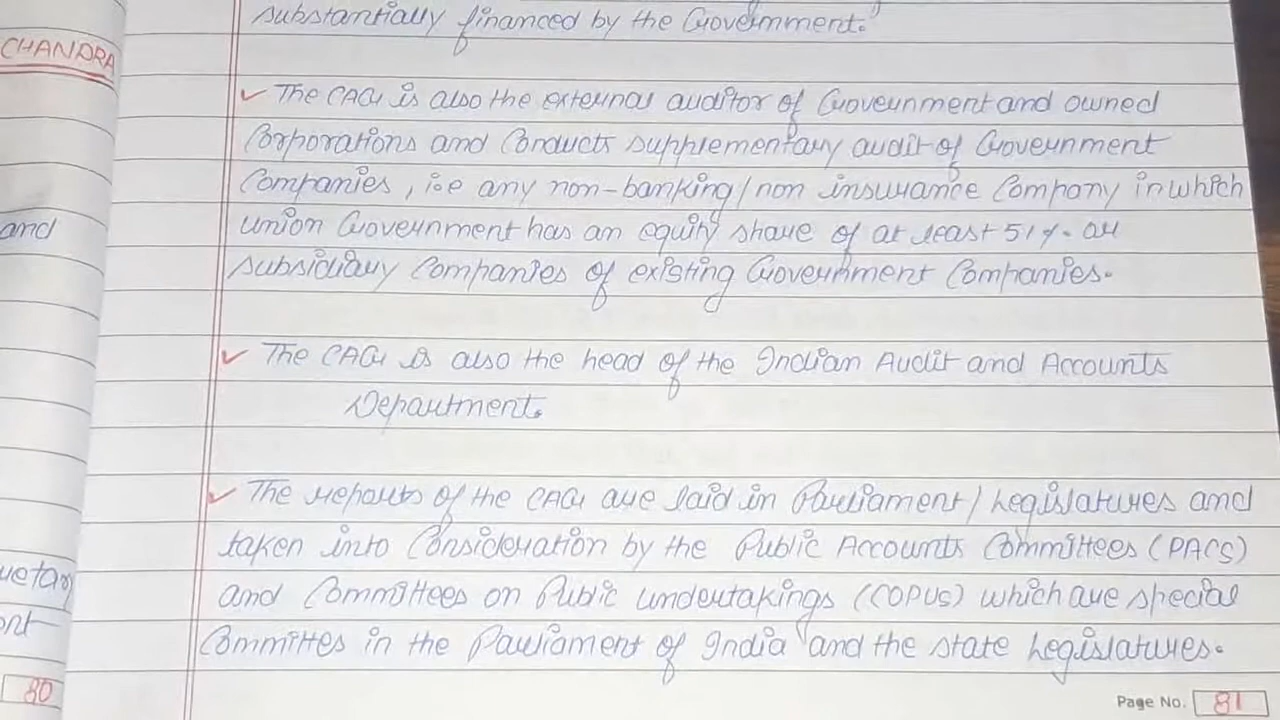 substantially financed by the Government.
CHANDRA
✓ The CAG is also the external auditor of Government and owned
Corporations and Conducts supplementary audit of Government
Companies, i.e any non-banking/non insurance Company in which
and
union Government has an equity share of at least 51%. or
subsidiary Companies of existing Government Companies.
✓ The CAG is also the head of the Indian Audit and Accounts
Department.
✓ The reports of the CAG are laid in Parliament/Legislatures and
taken into Consideration by the Public Accounts Committees (PACS)
and Committees on Public undertakings (COPUS) which are special
Committes in the Parliament of India and the state Legislatures.
80
Page No. 81